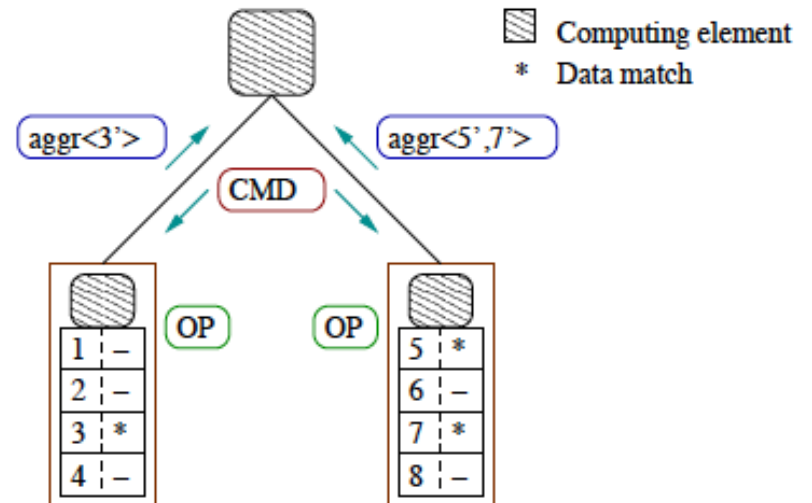 Computing element
* Data match
aggr<3’>
aggr<5’,7’>
CMD
OP
OP
1 –
2 –
3 *
4 –
5 *
6 –
7 *
8 –